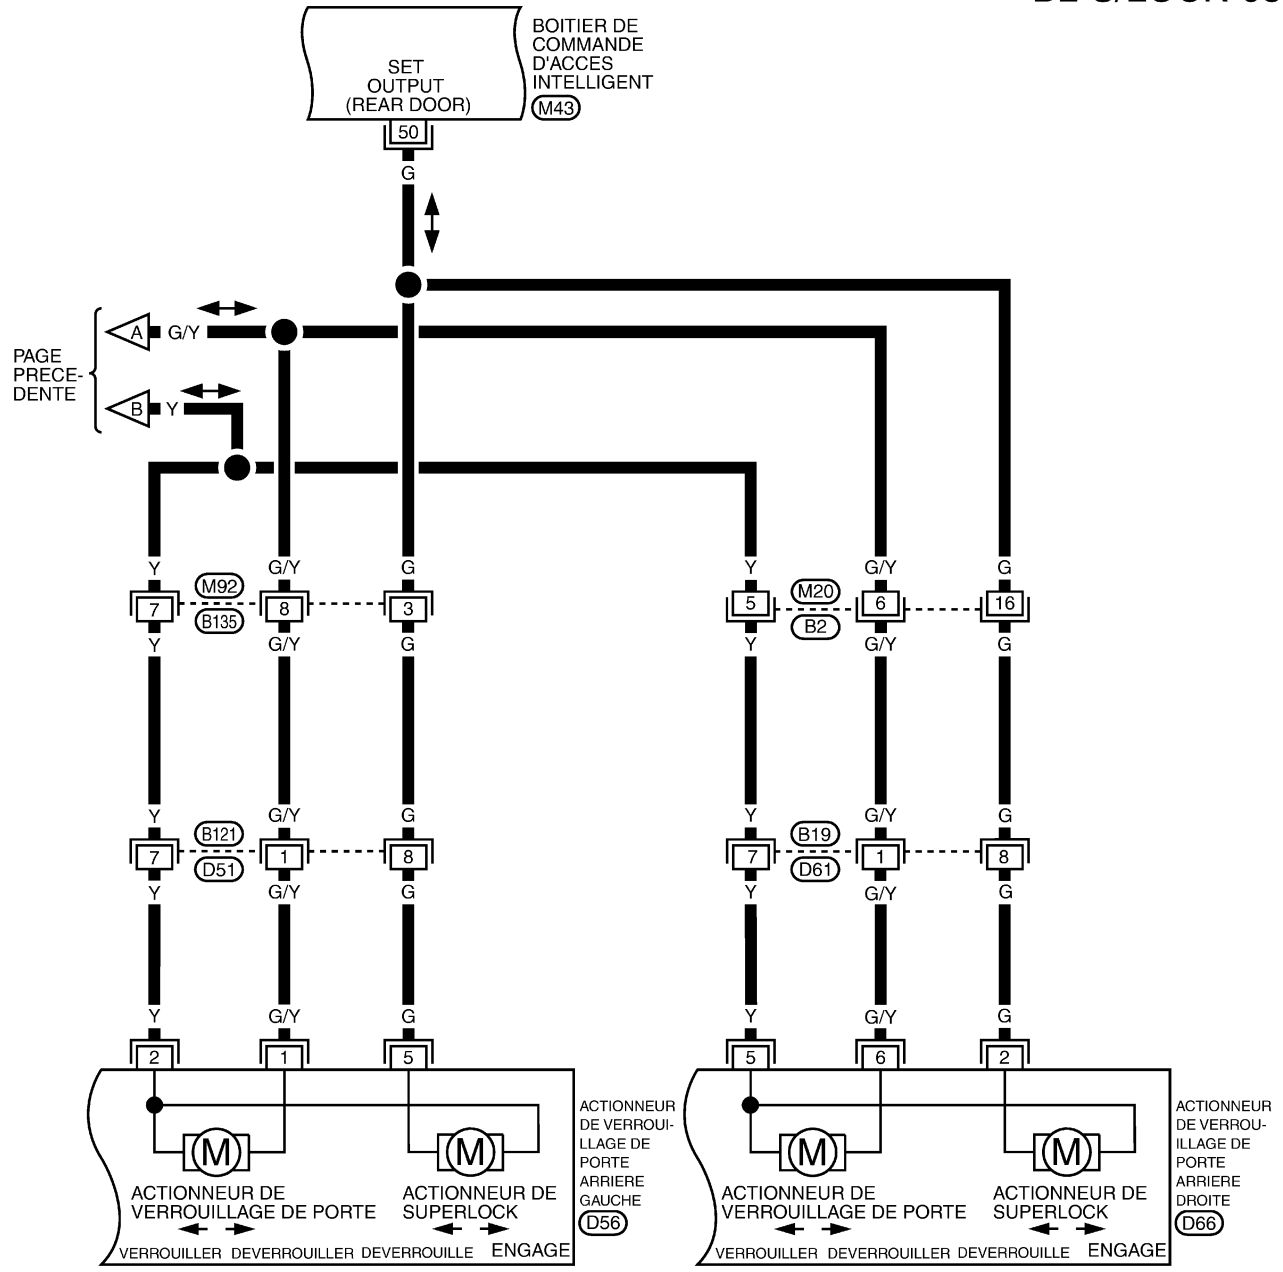 BOITIER DE
COMMANDE
D'ACCES
INTELLIGENT
M43
SET
OUTPUT
(REAR DOOR)
50
G
A
G/Y
PAGE
PRECE-
DENTE
B
Y
Y
G/Y
G
Y
G/Y
G
7
M92
B135
8
3
5
M20
B2
6
16
Y
G/Y
G
Y
G/Y
G
Y
G/Y
G
Y
G/Y
G
7
B121
D51
1
8
7
B19
D61
1
8
Y
G/Y
G
Y
G/Y
G
Y
G/Y
G
Y
G/Y
G
2
1
5
5
6
2
M
M
ACTIONNEUR DE
VERROUILLAGE DE PORTE
ACTIONNEUR DE
SUPERLOCK
VERROUILLER
DEVERROUILLER
DEVERROUILLE
ENGAGE
ACTIONNEUR
DE VERROUI-
LLAGE DE
PORTE
ARRIERE
GAUCHE
D56
M
M
ACTIONNEUR DE
VERROUILLAGE DE PORTE
ACTIONNEUR DE
SUPERLOCK
VERROUILLER
DEVERROUILLER
DEVERROUILLE
ENGAGE
ACTIONNEUR
DE VERROU-
ILLAGE DE
PORTE
ARRIERE
DROITE
D66